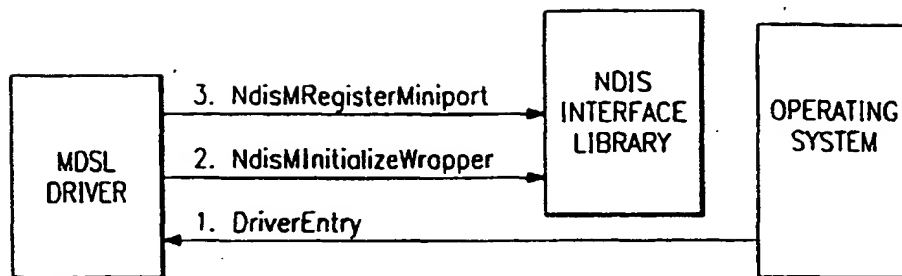 MDSL
DRIVER
3. NdisMRegisterMiniport
2. NdisMInitializeWrapper
1. DriverEntry
NDIS
INTERFACE
LIBRARY
OPERATING
SYSTEM